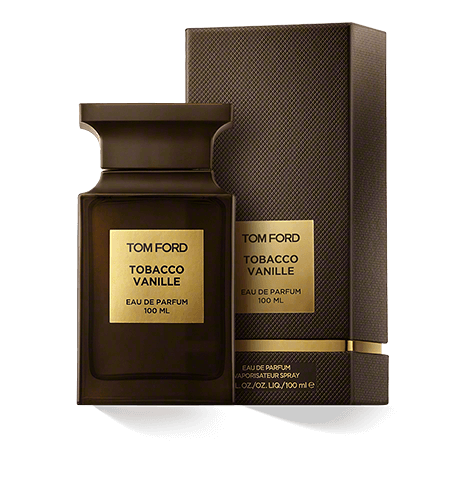 TOM FORD
TOBACCO
VANILLE
EAU DE PARFUM
100 ML
TOM FORD
TOBACCO
VANILLE
EAU DE PARFUM
100 ML
EAU DE PARFUM
VAPORISATEUR SPRAY
FL.OZ./OZ. LIQ./100 ml ℮